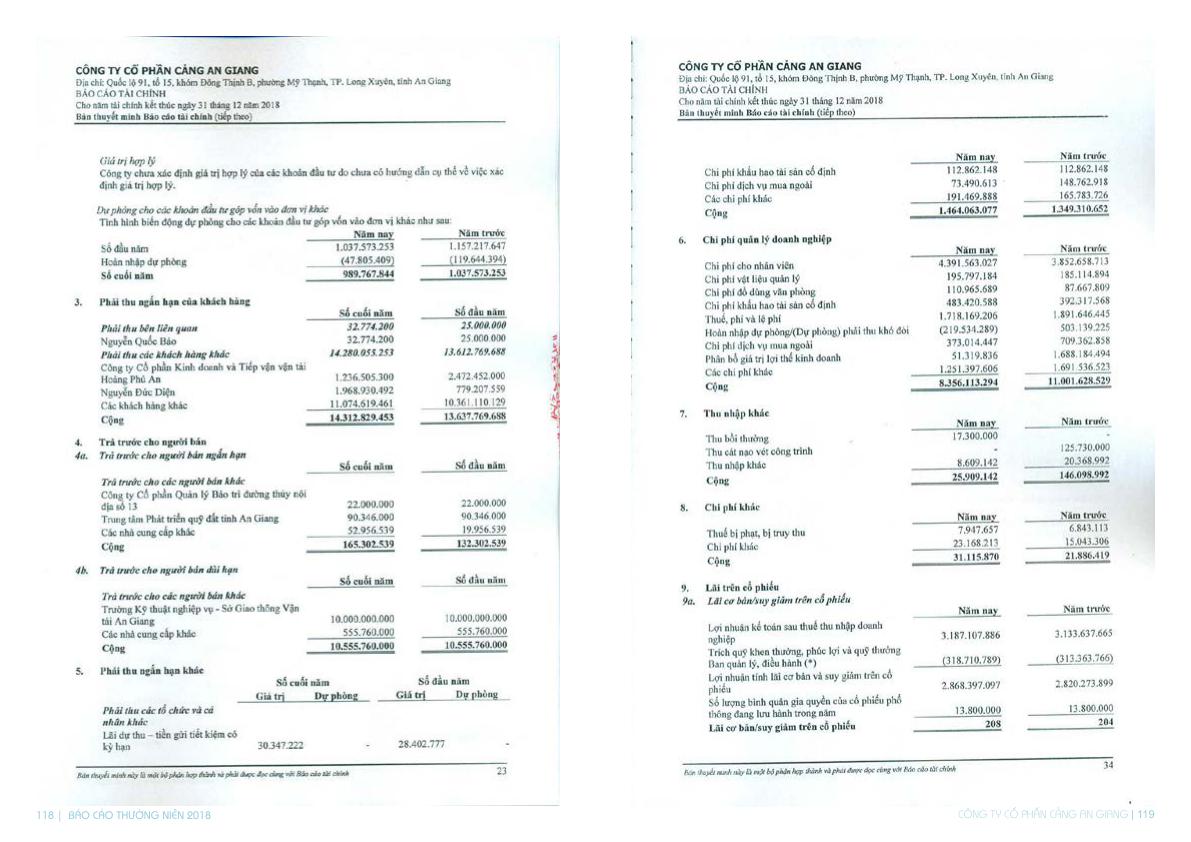 CÔNG TY CỔ PHẦN CẢNG AN GIANG
Địa chỉ: Quốc lộ 91, tổ 15, khóm Đông Thịnh B, phường Mỹ Thạnh, TP. Long Xuyên, tỉnh An Giang
BÁO CÁO TÀI CHÍNH
Cho năm tài chính kết thúc ngày 31 tháng 12 năm 2018
Bản thuyết minh Báo cáo tài chính (tiếp theo)
Giá trị hợp lý
Công ty chưa xác định giá trị hợp lý của các khoản đầu tư do chưa có hướng dẫn cụ thể về việc xác
định giá trị hợp lý.
Dự phòng cho các khoản đầu tư góp vốn vào đơn vị khác
Tình hình biến động dự phòng cho các khoản đầu tư góp vốn vào đơn vị khác như sau:
Năm nay Năm trước
Số đầu năm 1.037.573.253 1.157.217.647
Hoàn nhập dự phòng (47.805.409) (119.644.394)
Số cuối năm 989.767.844 1.037.573.253
3. Phải thu ngắn hạn của khách hàng
Số cuối năm Số đầu năm
Phải thu bên liên quan 32.774.200 25.000.000
Nguyễn Quốc Bảo 32.774.200 25.000.000
Phải thu các khách hàng khác 14.280.055.253 13.612.769.688
Công ty Cổ phần Kinh doanh và Tiếp vận vận tải
Hoàng Phú An 1.236.505.300 2.472.452.000
Nguyễn Đức Diện 1.968.930.492 779.207.559
Các khách hàng khác 11.074.619.461 10.361.110.129
Cộng 14.312.829.453 13.637.769.688
4. Trả trước cho người bán
4a. Trả trước cho người bán ngắn hạn
Số cuối năm Số đầu năm
Trả trước cho các người bán khác
Công ty Cổ phần Quản lý Bảo trì đường thủy nội
địa số 13 22.000.000 22.000.000
Trung tâm Phát triển quỹ đất tỉnh An Giang 90.346.000 90.346.000
Các nhà cung cấp khác 52.956.539 19.956.539
Cộng 165.302.539 132.302.539
4b. Trả trước cho người bán dài hạn
Số cuối năm Số đầu năm
Trả trước cho các người bán khác
Trường Kỹ thuật nghiệp vụ - Sở Giao thông Vận
tải An Giang 10.000.000.000 10.000.000.000
Các nhà cung cấp khác 555.760.000 555.760.000
Cộng 10.555.760.000 10.555.760.000
5. Phải thu ngắn hạn khác
Số cuối năm Số đầu năm
Giá trị Dự phòng Giá trị Dự phòng
Phải thu các tổ chức và cá
nhân khác
Lãi dự thu – tiền gửi tiết kiệm có
kỳ hạn 30.347.222 - 28.402.777 -
Bản thuyết minh này là một bộ phận hợp thành và phải được đọc cùng với Báo cáo tài chính 23
118 | BÁO CÁO THƯỜNG NIÊN 2018
CÔNG TY CỔ PHẦN CẢNG AN GIANG
Địa chỉ: Quốc lộ 91, tổ 15, khóm Đông Thịnh B, phường Mỹ Thạnh, TP. Long Xuyên, tỉnh An Giang
BÁO CÁO TÀI CHÍNH
Cho năm tài chính kết thúc ngày 31 tháng 12 năm 2018
Bản thuyết minh Báo cáo tài chính (tiếp theo)
Năm nay Năm trước
Chi phí khấu hao tài sản cố định 112.862.148 112.862.148
Chi phí dịch vụ mua ngoài 73.490.613 148.762.918
Các chi phí khác 191.469.888 165.783.726
Cộng 1.464.063.077 1.349.310.652
6. Chi phí quản lý doanh nghiệp
Năm nay Năm trước
Chi phí cho nhân viên 4.391.563.027 3.852.658.713
Chi phí vật liệu quản lý 195.797.184 185.114.894
Chi phí đồ dùng văn phòng 110.965.689 87.667.809
Chi phí khấu hao tài sản cố định 483.420.588 392.317.568
Thuế, phí và lệ phí 1.718.169.206 1.891.646.445
Hoàn nhập dự phòng/(Dự phòng) phải thu khó đòi (219.534.289) 503.139.225
Chi phí dịch vụ mua ngoài 373.014.447 709.362.858
Phân bổ giá trị lợi thế kinh doanh 51.319.836 1.688.184.494
Các chi phí khác 1.251.397.606 1.691.536.523
Cộng 8.356.113.294 11.001.628.529
7. Thu nhập khác
Năm nay Năm trước
Thu bồi thường 17.300.000 -
Thu cát nạo vét công trình - 125.730.000
Thu nhập khác 8.609.142 20.368.992
Cộng 25.909.142 146.098.992
8. Chi phí khác
Năm nay Năm trước
Thuế bị phạt, bị truy thu 7.947.657 6.843.113
Chi phí khác 23.168.213 15.043.306
Cộng 31.115.870 21.886.419
9. Lãi trên cổ phiếu
9a. Lãi cơ bản/suy giảm trên cổ phiếu
Năm nay Năm trước
Lợi nhuận kế toán sau thuế thu nhập doanh
nghiệp 3.187.107.886 3.133.637.665
Trích quỹ khen thưởng, phúc lợi và quỹ thưởng
Ban quản lý, điều hành (*) (318.710.789) (313.363.766)
Lợi nhuận tính lãi cơ bản và suy giảm trên cổ
phiếu 2.868.397.097 2.820.273.899
Số lượng bình quân gia quyền của cổ phiếu phổ
thông đang lưu hành trong năm 13.800.000 13.800.000
Lãi cơ bản/suy giảm trên cổ phiếu 208 204
Bản thuyết minh này là một bộ phận hợp thành và phải được đọc cùng với Báo cáo tài chính 34
CÔNG TY CỔ PHẦN CẢNG AN GIANG | 119